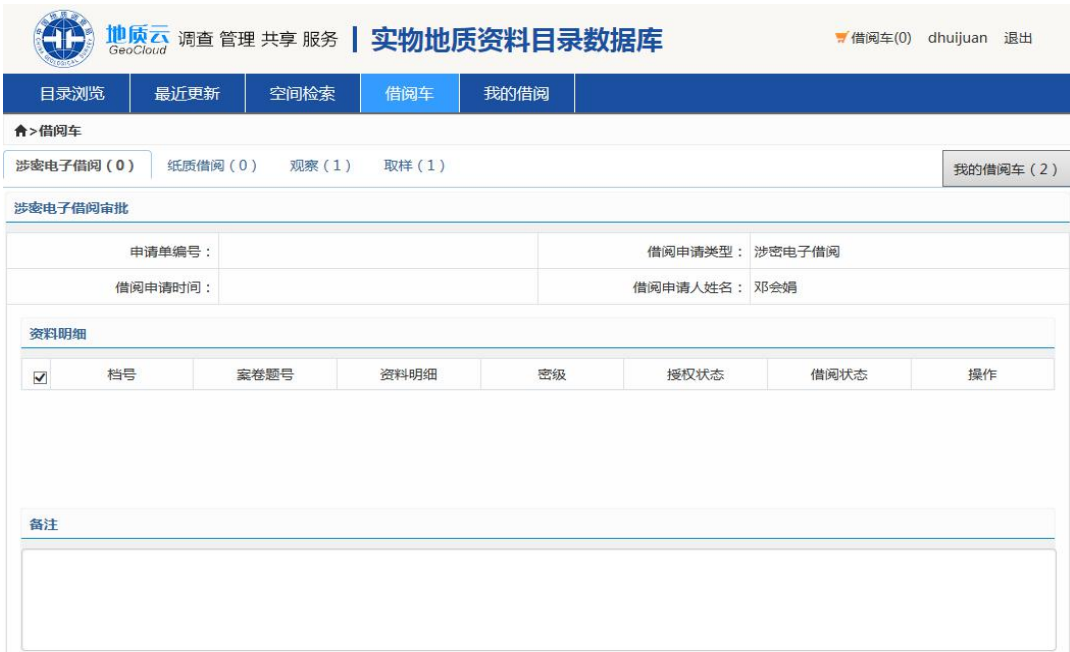 地质云 GeoCloud 调查 管理 共享 服务 | 实物地质资料目录数据库 借阅车(0) dhuijuan 退出
目录浏览 最近更新 空间检索 借阅车 我的借阅
>借阅车
涉密电子借阅（0） 纸质借阅（0） 观察（1） 取样（1） 我的借阅车（2）
涉密电子借阅审批
申请单编号： 借阅申请类型： 涉密电子借阅
借阅申请时间： 借阅申请人姓名： 邓会娟
资料明细
档号 案卷题号 资料明细 密级 授权状态 借阅状态 操作
备注